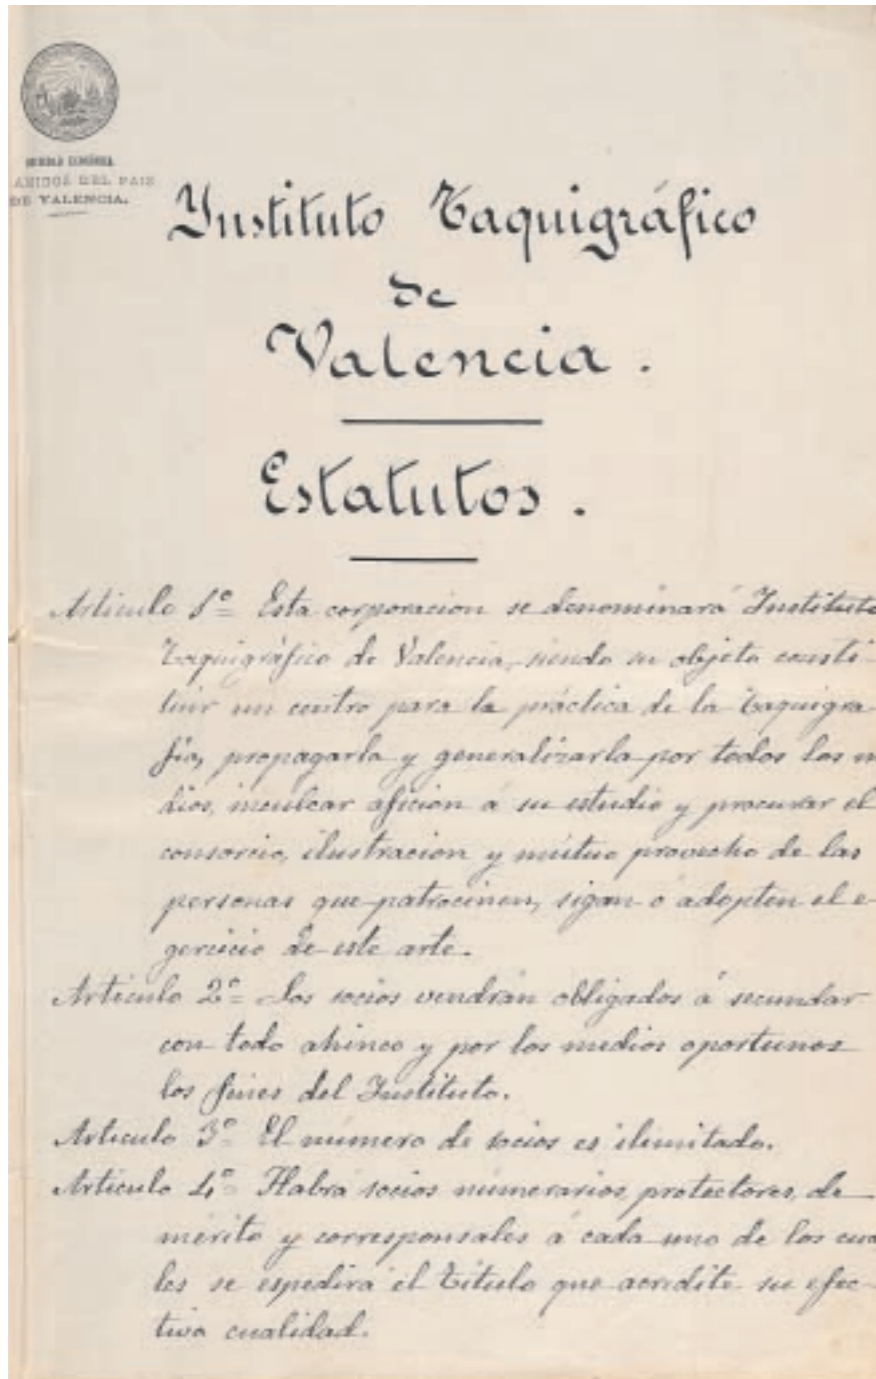 SOCIEDAD ECONÓMICA
AMIGOS DEL PAIS
DE VALENCIA.
Instituto Taquigráfico
de
Valencia.
Estatutos.
Artículo 1º Esta corporacion se denominará Instituto
Taquigráfico de Valencia, siendo su objeto consti-
tuir un centro para la práctica de la taquigra-
fia, propagarla y generalizarla por todos los m
dios, inculcar aficion á su estudio y procurar el
consorcio, ilustracion y mútuo provecho de las
personas que patrocinen, sigan ó adopten el e-
gercicio de este arte.
Artículo 2º Los socios vendrán obligados á secundar
con todo ahinco y por los medios oportunos
los fines del Instituto.
Artículo 3º El número de socios es ilimitado.
Artículo 4º Habrá socios númerarios, protectores, de
mérito y corresponsales á cada uno de los cua
les se espedirá el Título que acredite su efec-
tiva cualidad.